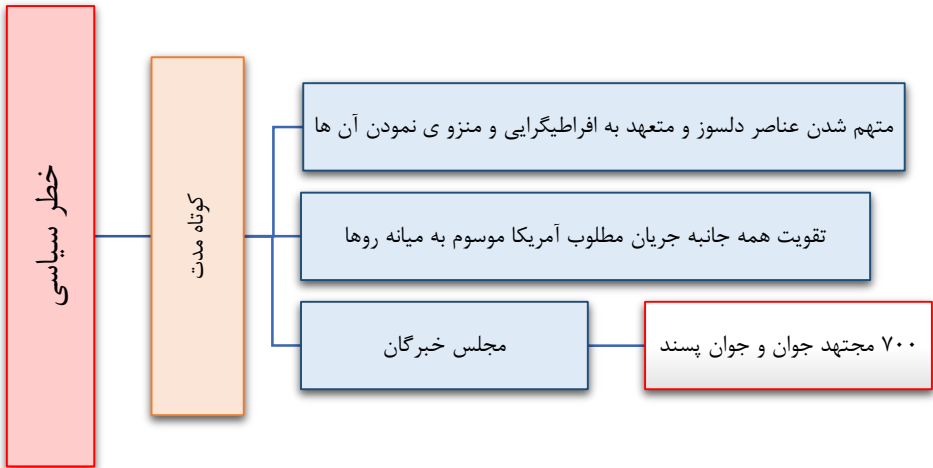 خطر سیاسی
کوتاه مدت
متهم شدن عناصر دلسوز و متعهد به افراطیگرایی و منزو ی نمودن آن ها
تقویت همه جانبه جریان مطلوب آمریکا موسوم به میانه روها
مجلس خبرگان
۷۰۰ مجتهد جوان و جوان پسند